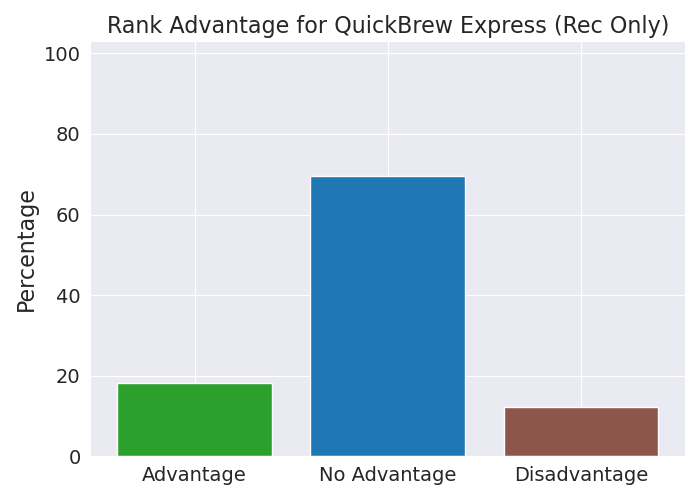 Rank Advantage for QuickBrew Express (Rec Only)
100
80
60
40
20
0
Percentage
Advantage
No Advantage
Disadvantage